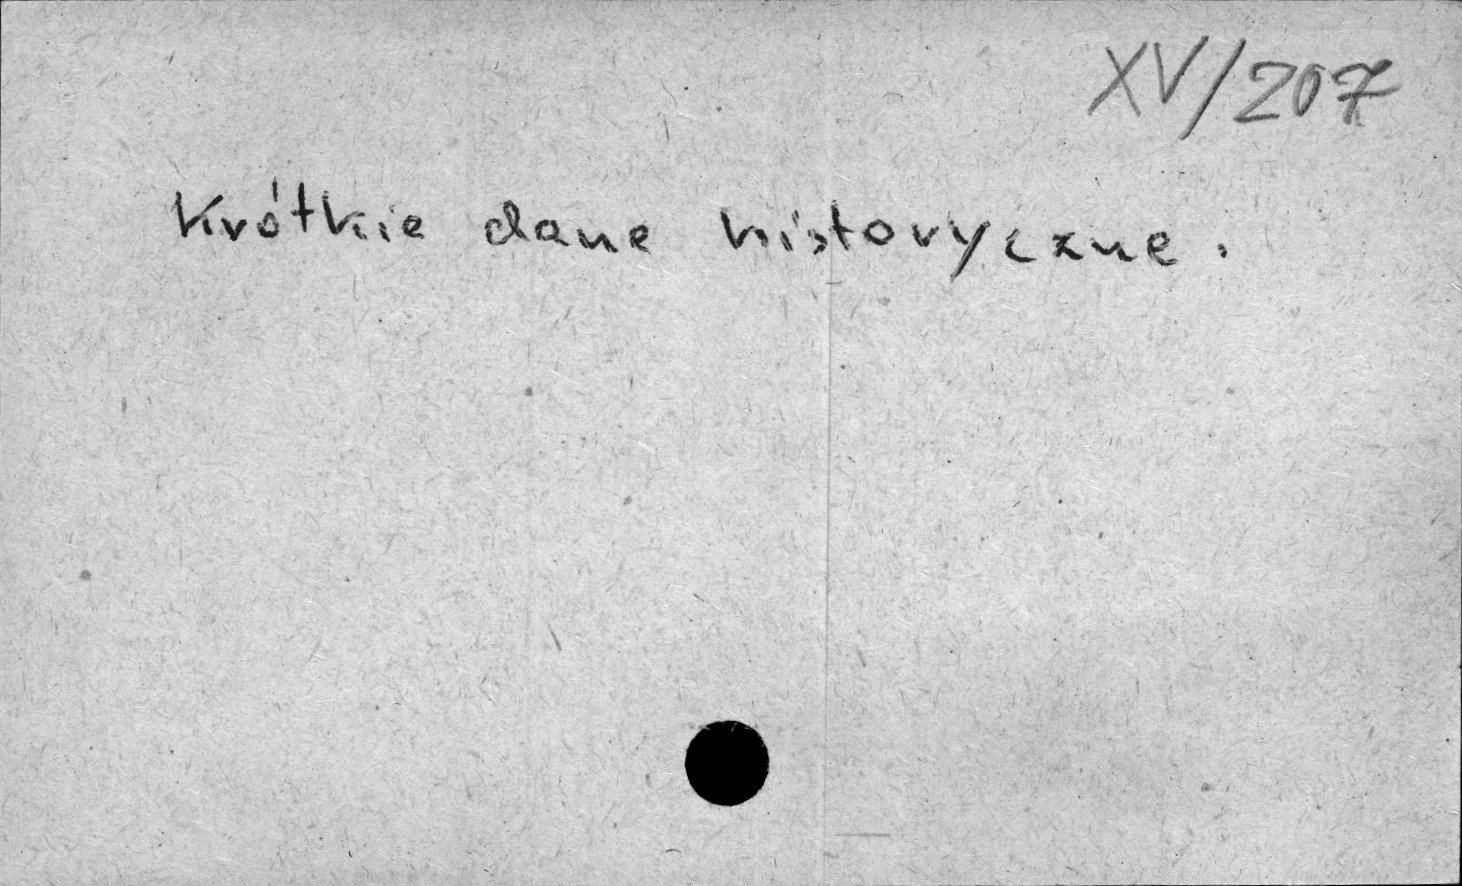 XV/207
Krótkie dane historyczne.